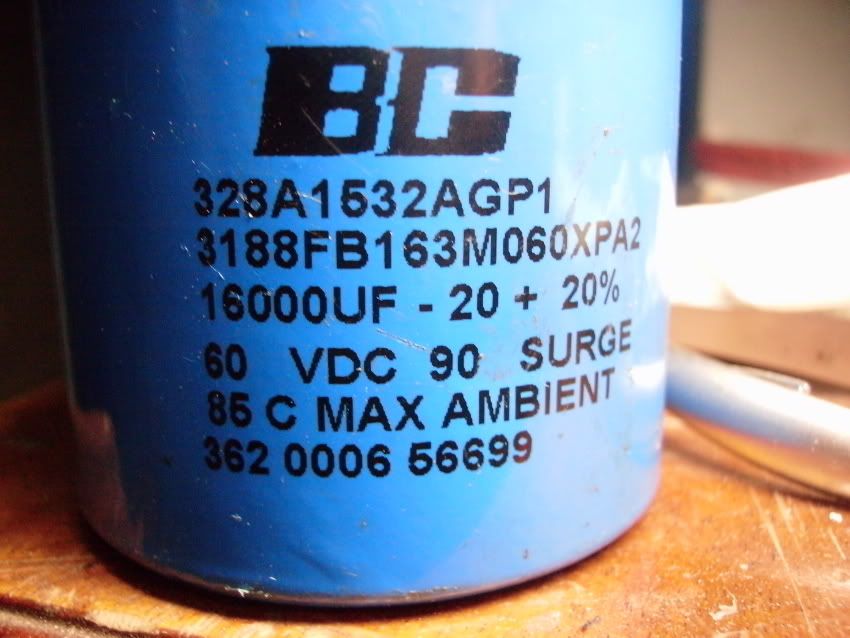 BC
328A1532AGP1
3188FB163M060XPA2
16000UF - 20 + 20%
60 VDC 90 SURGE
85 C MAX AMBIENT
362 0006 56699